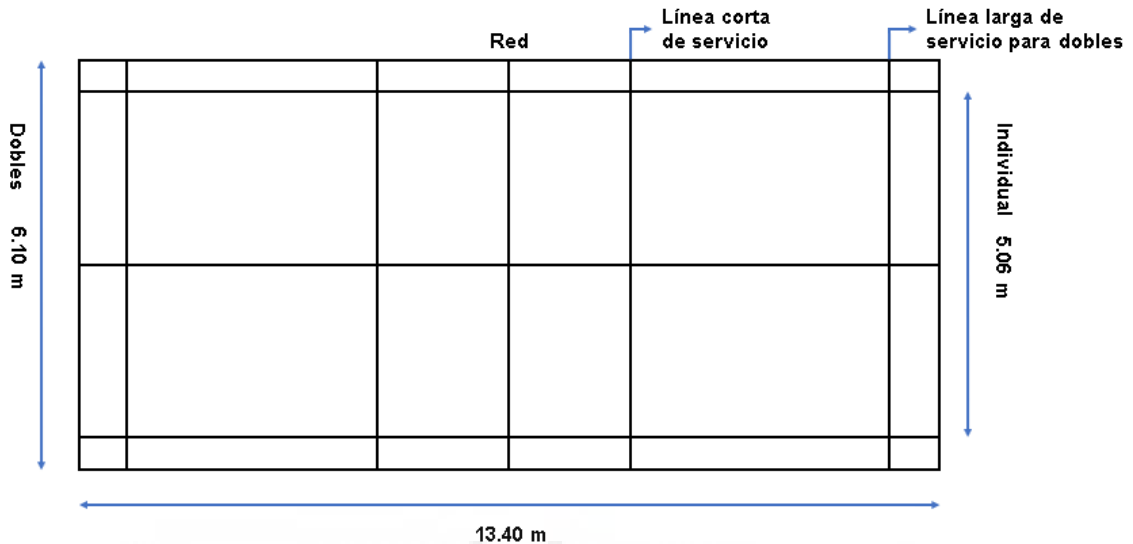 Línea corta
de servicio
Línea larga de
servicio para dobles
Red
Dobles 6.10 m
Individual 5.06 m
13.40 m